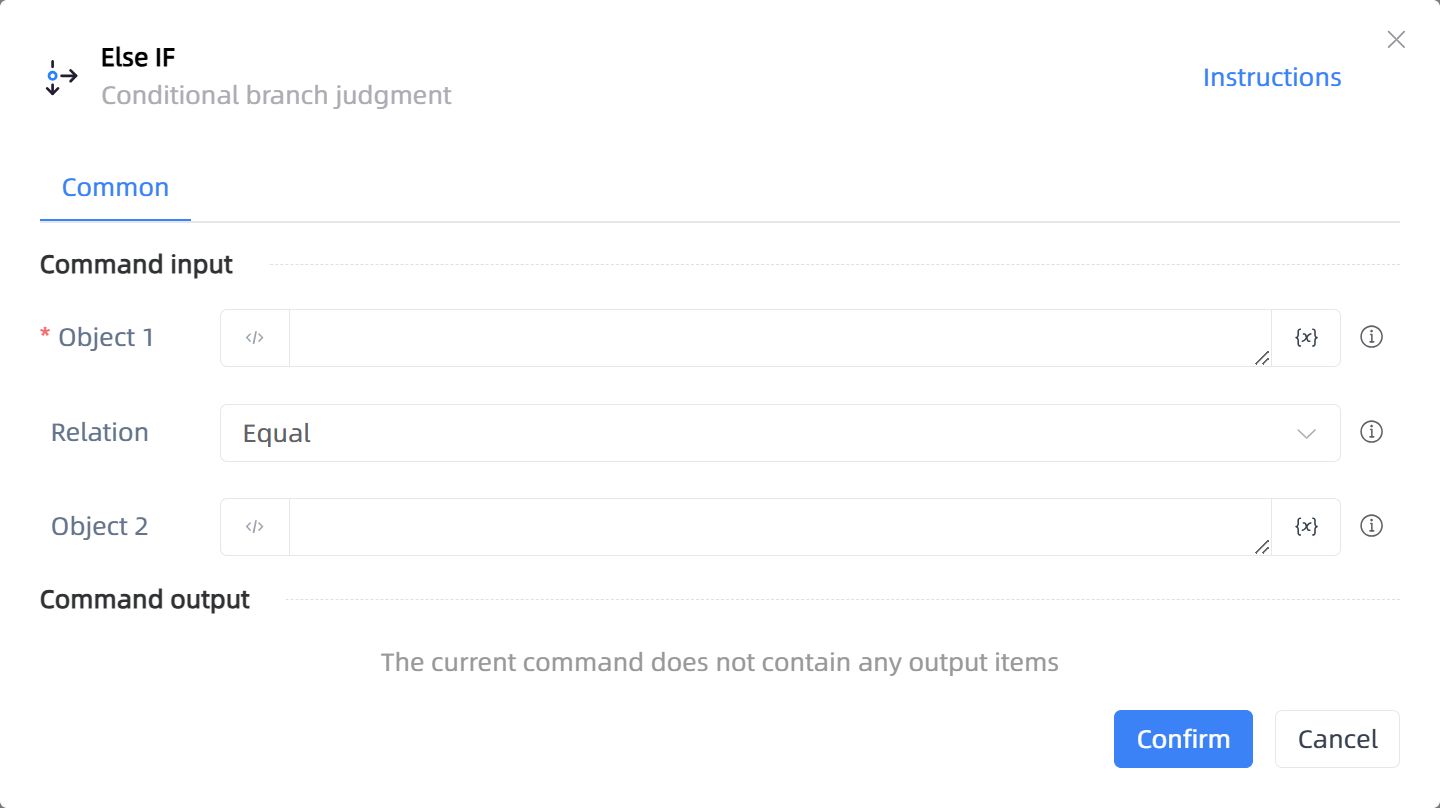 Else IF
Conditional branch judgment
Instructions
Common
Command input
* Object 1
</>
{x}
Relation
Equal
Object 2
</>
{x}
Command output
The current command does not contain any output items
Confirm
Cancel